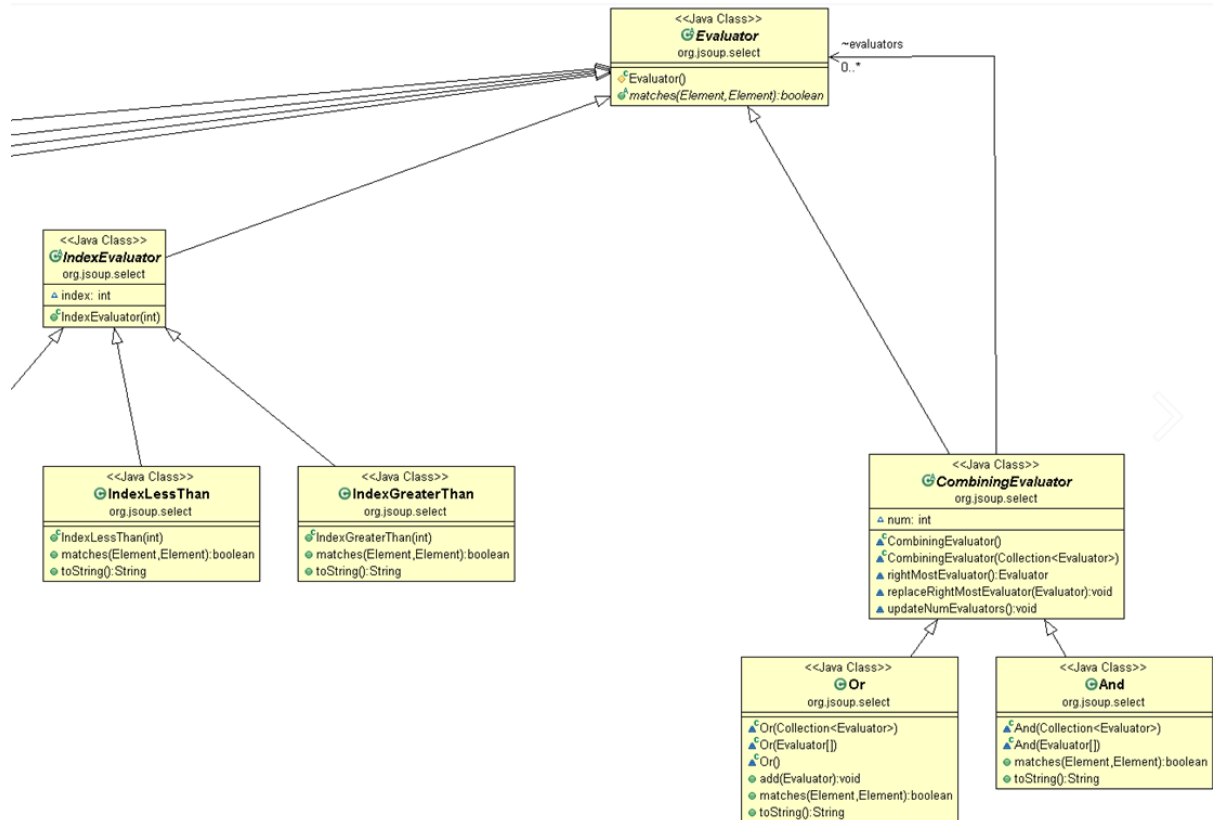 <<Java Class>>
Evaluator
org.jsoup.select
Evaluator()
matches(Element,Element):boolean
~evaluators
0..*
<<Java Class>>
IndexEvaluator
org.jsoup.select
index: int
IndexEvaluator(int)
<<Java Class>>
IndexLessThan
org.jsoup.select
IndexLessThan(int)
matches(Element,Element):boolean
toString():String
<<Java Class>>
IndexGreaterThan
org.jsoup.select
IndexGreaterThan(int)
matches(Element,Element):boolean
toString():String
<<Java Class>>
CombiningEvaluator
org.jsoup.select
num: int
CombiningEvaluator()
CombiningEvaluator(Collection<Evaluator>)
rightMostEvaluator():Evaluator
replaceRightMostEvaluator(Evaluator):void
updateNumEvaluators():void
<<Java Class>>
Or
org.jsoup.select
Or(Collection<Evaluator>)
Or(Evaluator[])
Or()
add(Evaluator):void
matches(Element,Element):boolean
toString():String
<<Java Class>>
And
org.jsoup.select
And(Collection<Evaluator>)
And(Evaluator[])
matches(Element,Element):boolean
toString():String